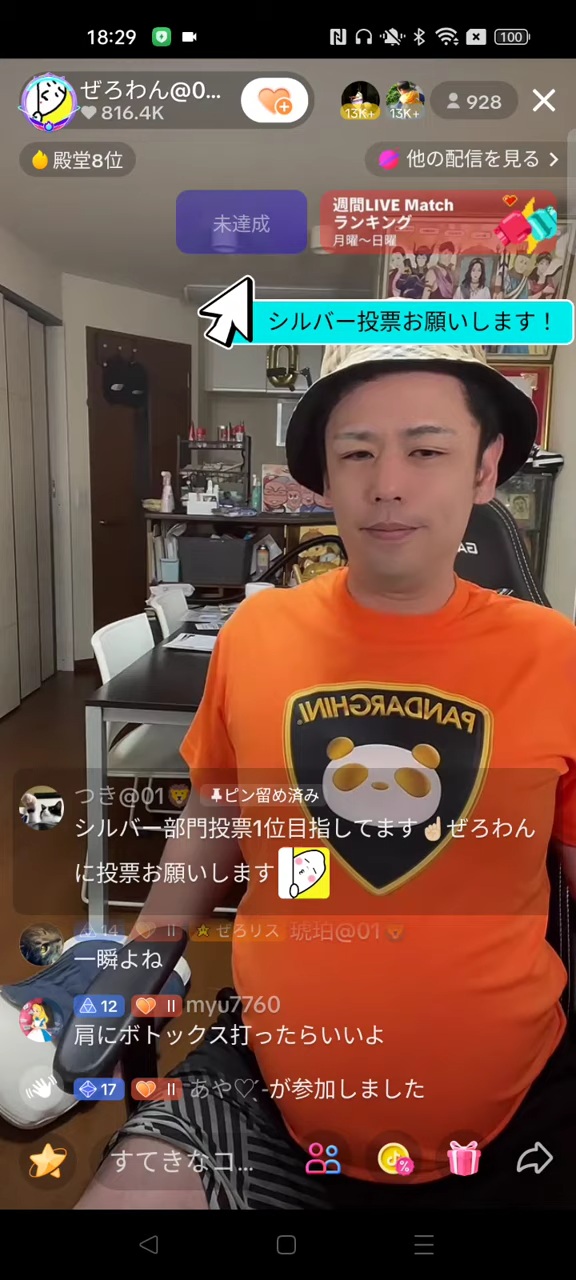 18:29
100
ぜろわん@0...
816.4K
13K+
13K+
928
殿堂8位
他の配信を見る
未達成
週間LIVE Match
ランキング
月曜〜日曜
シルバー投票お願いします！
PANDARGHINI.
つき@01🦁 ピン留め済み
シルバー部門投票1位目指してます☝🏻ぜろわん
に投票お願いします
14 II ぜろリス 琥珀@01🦁
一瞬よね
12 II myu7760
肩にボトックス打ったらいいよ
17 II あや♡-が参加しました
すてきなコ...